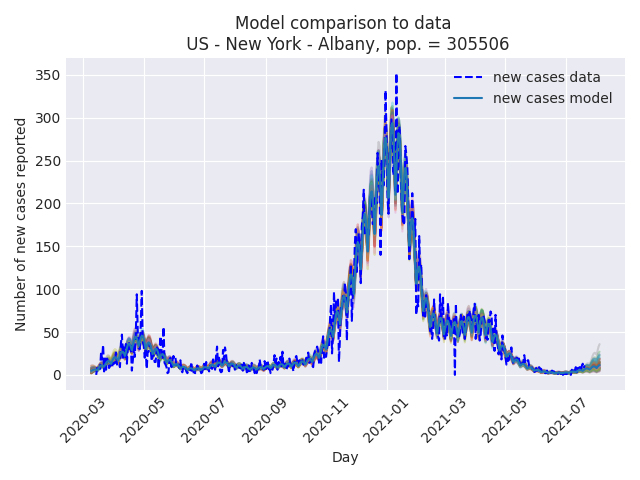 Model comparison to data
US - New York - Albany, pop. = 305506
new cases data
new cases model
Number of new cases reported
350
300
250
200
150
100
50
0
2020-03
2020-05
2020-07
2020-09
2020-11
2021-01
2021-03
2021-05
2021-07
Day